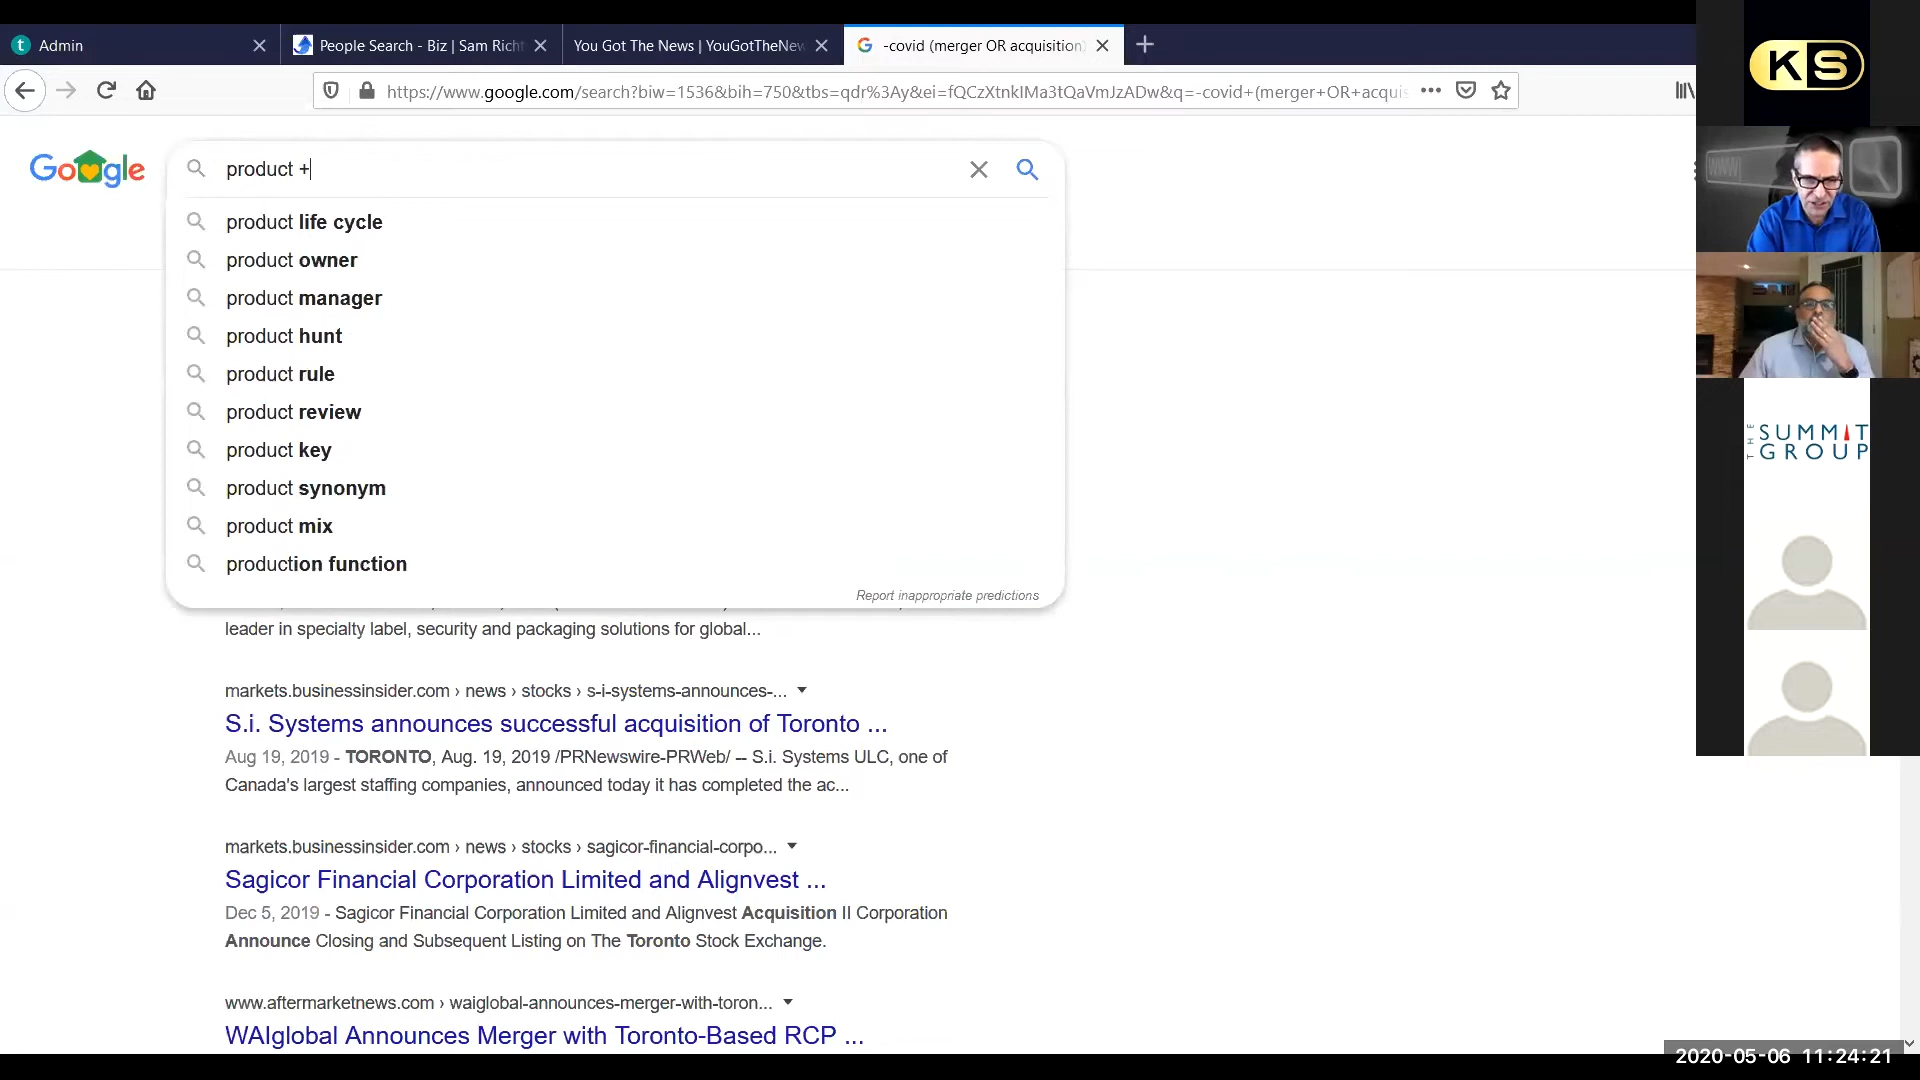 Admin
People Search - Biz | Sam Richt
You Got The News | YouGotTheNew
-covid (merger OR acquisition)
https://www.google.com/search?biw=1536&bih=750&tbs=qdr%3Ay&ei=fQCzXtnkIMa3tQaVmJzADw&q=-covid+(merger+OR+acquis
KS
www
Google
product +
product life cycle
product owner
product manager
product hunt
product rule
product review
product key
product synonym
product mix
production function
Report inappropriate predictions
leader in specialty label, security and packaging solutions for global...
markets.businessinsider.com › news › stocks › s-i-systems-announces-...
S.i. Systems announces successful acquisition of Toronto ...
Aug 19, 2019 - TORONTO, Aug. 19, 2019 /PRNewswire-PRWeb/ -- S.i. Systems ULC, one of
Canada's largest staffing companies, announced today it has completed the ac...
markets.businessinsider.com › news › stocks › sagicor-financial-corpo...
Sagicor Financial Corporation Limited and Alignvest ...
Dec 5, 2019 - Sagicor Financial Corporation Limited and Alignvest Acquisition II Corporation
Announce Closing and Subsequent Listing on The Toronto Stock Exchange.
www.aftermarketnews.com › waiglobal-announces-merger-with-toron...
WAIglobal Announces Merger with Toronto-Based RCP ...
THE SUMMIT GROUP
2020-05-06 11:24:21